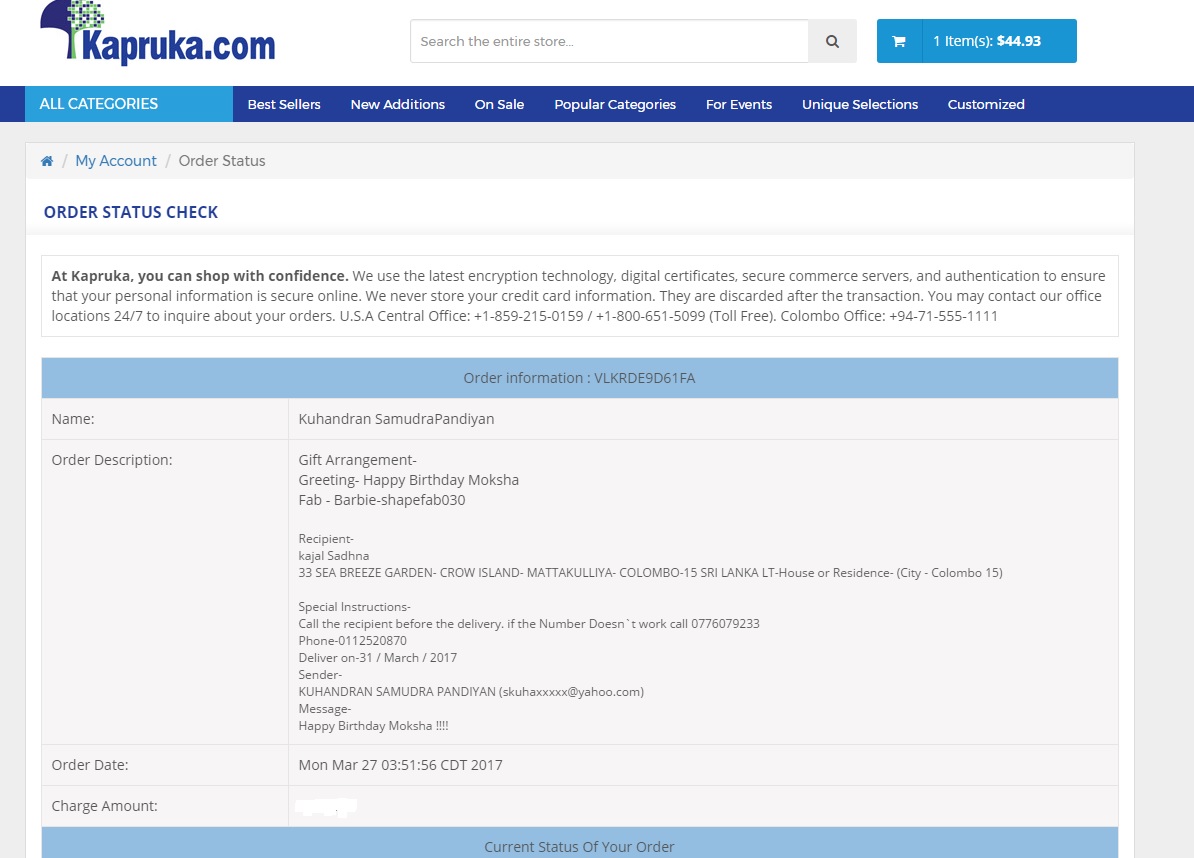 Kapruka.com
Search the entire store...
1 Item(s): $44.93
ALL CATEGORIES
Best Sellers
New Additions
On Sale
Popular Categories
For Events
Unique Selections
Customized
/ My Account / Order Status
ORDER STATUS CHECK
At Kapruka, you can shop with confidence. We use the latest encryption technology, digital certificates, secure commerce servers, and authentication to ensure
that your personal information is secure online. We never store your credit card information. They are discarded after the transaction. You may contact our office
locations 24/7 to inquire about your orders. U.S.A Central Office: +1-859-215-0159 / +1-800-651-5099 (Toll Free). Colombo Office: +94-71-555-1111
Order information : VLKRDE9D61FA
Name:
Kuhandran SamudraPandiyan
Order Description:
Gift Arrangement-
Greeting- Happy Birthday Moksha
Fab - Barbie-shapefab030
Recipient-
kajal Sadhna
33 SEA BREEZE GARDEN- CROW ISLAND- MATTAKULLIYA- COLOMBO-15 SRI LANKA LT-House or Residence- (City - Colombo 15)
Special Instructions-
Call the recipient before the delivery. if the Number Doesn`t work call 0776079233
Phone-0112520870
Deliver on-31 / March / 2017
Sender-
KUHANDRAN SAMUDRA PANDIYAN (skuhaxxxxx@yahoo.com)
Message-
Happy Birthday Moksha !!!!
Order Date:
Mon Mar 27 03:51:56 CDT 2017
Charge Amount:
Current Status Of Your Order